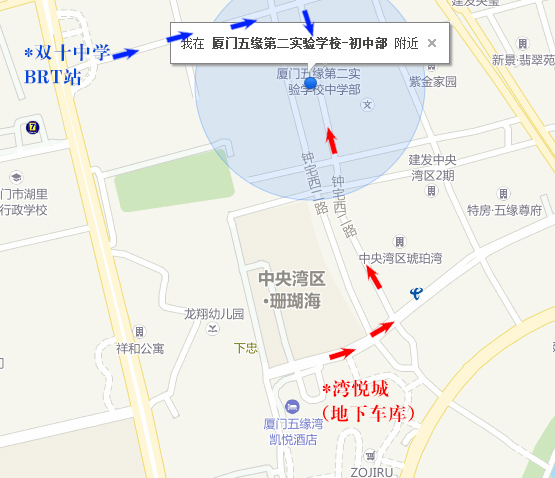 建发央玺
*双十中学
BRT站
我在 厦门五缘第二实验学校-初中部 附近 ×
新景·翡翠苑
厦门五缘第二实
验学校中学部
紫金家园
7
建发中央
湾区2期
门市湖里
行政学校
钟宅西二路
钟宅西一路
特房·五缘尊府
中央湾区琥珀湾
中央湾区
·珊瑚海
龙翔幼儿园
祥和公寓
下忠
*湾悦城
(地下车库)
厦门五缘湾
凯悦酒店
ZOJIRU